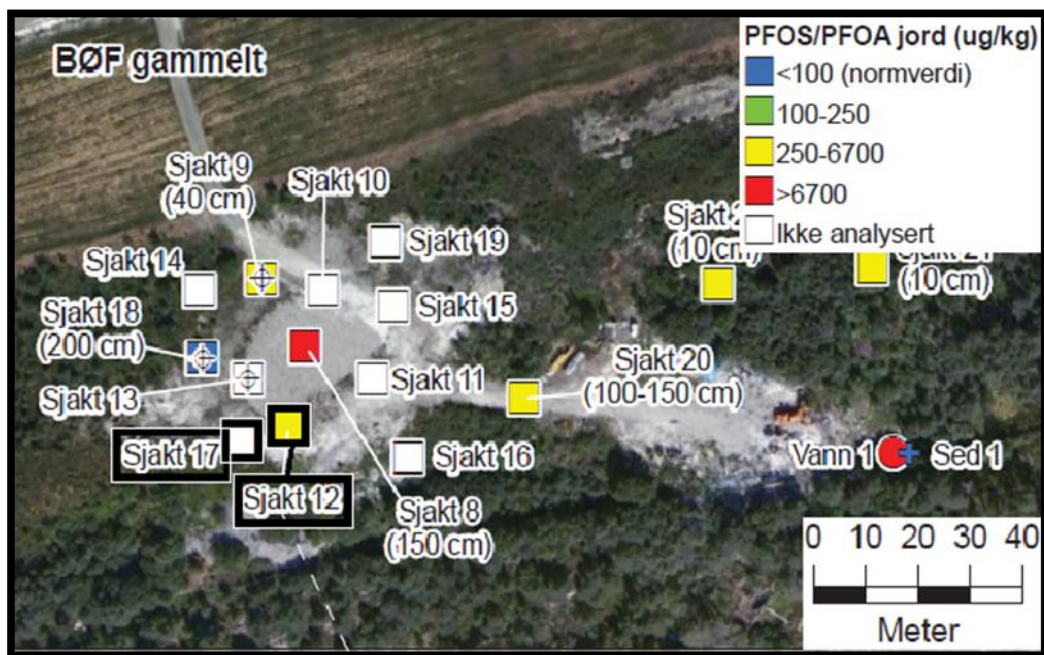 BØF gammelt
PFOS/PFOA jord (ug/kg)
<100 (normverdi)
100-250
250-6700
>6700
Ikke analysert
Sjakt 9
(40 cm)
Sjakt 10
Sjakt 19
Sjakt
(10 cm)
Sjakt 21
(10 cm)
Sjakt 14
Sjakt 15
Sjakt 18
(200 cm)
Sjakt 20
(100-150 cm)
Sjakt 13
Sjakt 11
Sjakt 17
Sjakt 16
Vann 1
Sed 1
Sjakt 12
Sjakt 8
(150 cm)
0 10 20 30 40
Meter